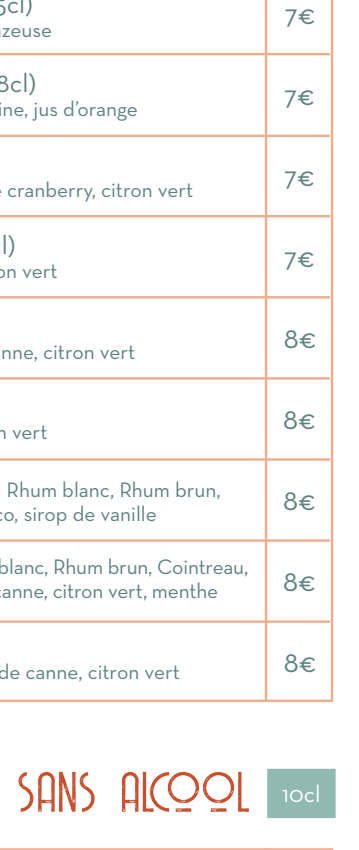 5cl)
zeuse
7€
8cl)
ine, jus d'orange
7€
cranberry, citron vert
7€
l)
on vert
7€
nne, citron vert
8€
n vert
8€
Rhum blanc, Rhum brun,
co, sirop de vanille
8€
blanc, Rhum brun, Cointreau,
canne, citron vert, menthe
8€
de canne, citron vert
8€
SANS ALCOOL
10cl